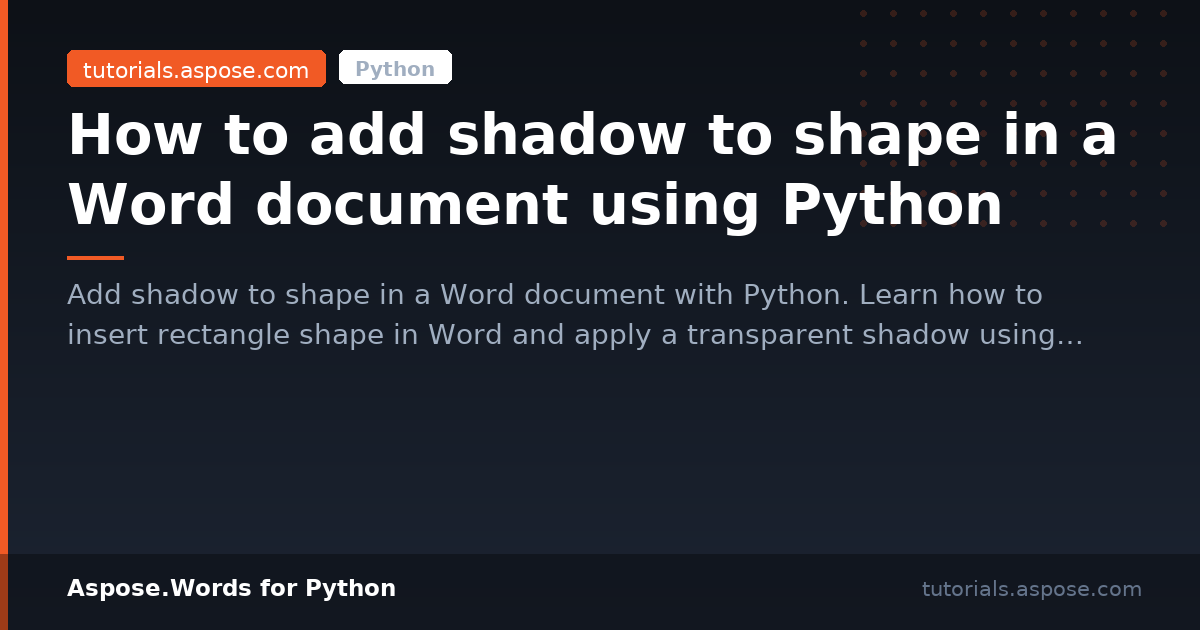 tutorials.aspose.com
Python
How to add shadow to shape in a
Word document using Python
Add shadow to shape in a Word document with Python. Learn how to
insert rectangle shape in Word and apply a transparent shadow using...
Aspose.Words for Python
tutorials.aspose.com